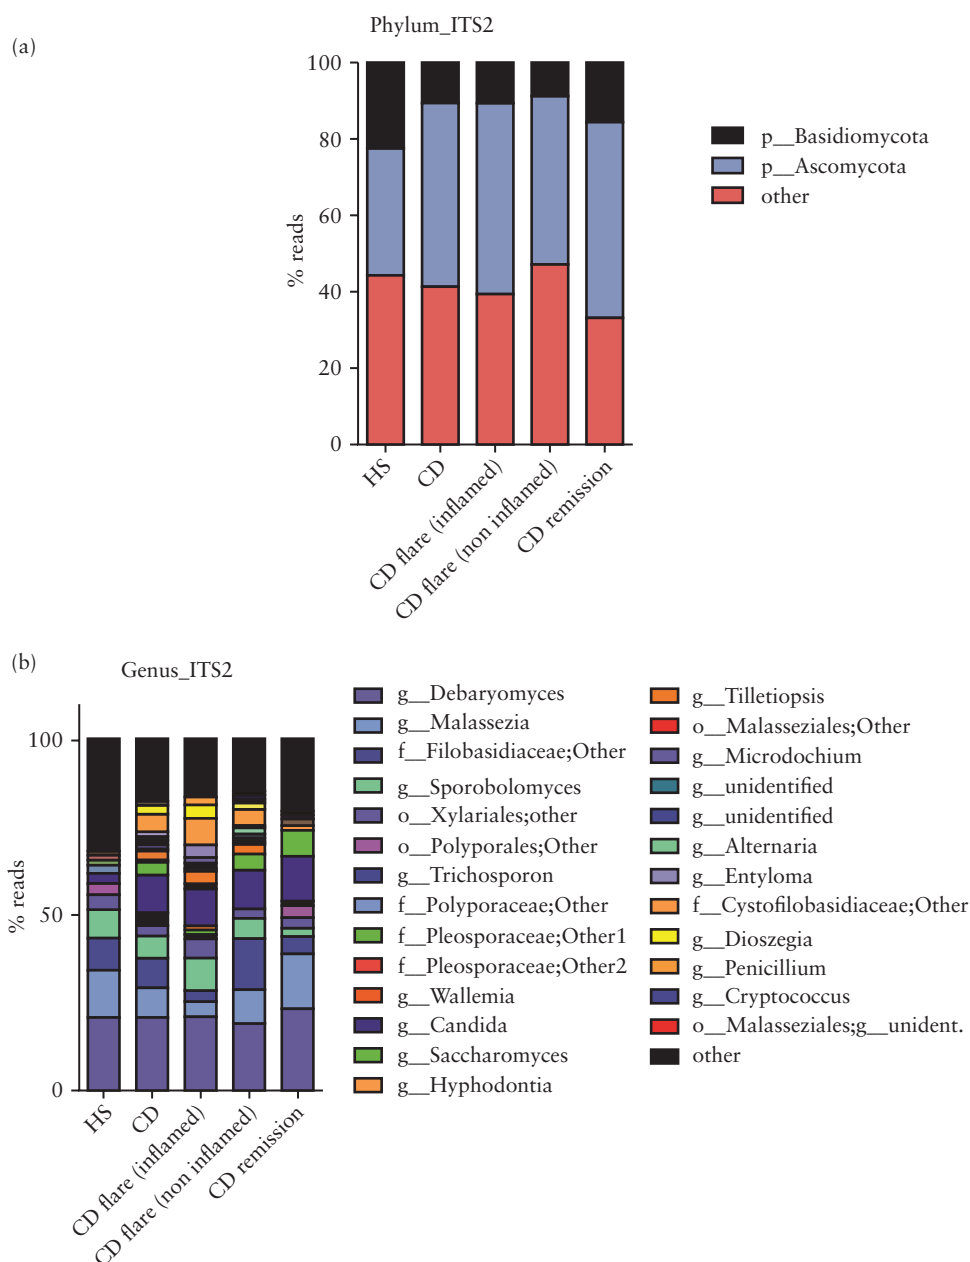 (a)
Phylum_ITS2
% reads
100
80
60
40
20
0
HS
CD
CD flare (inflamed)
CD flare (non inflamed)
CD remission
p__Basidiomycota
p__Ascomycota
other
(b)
Genus_ITS2
% reads
100
50
0
HS
CD
CD flare (inflamed)
CD flare (non inflamed)
CD remission
g__Debaryomyces
g__Malassezia
f__Filobasidiaceae;Other
g__Sporobolomyces
o__Xylariales;other
o__Polyporales;Other
g__Trichosporon
f__Polyporaceae;Other
f__Pleosporaceae;Other1
f__Pleosporaceae;Other2
g__Wallemia
g__Candida
g__Saccharomyces
g__Hyphodontia
g__Tilletiopsis
o__Malasseziales;Other
g__Microdochium
g__unidentified
g__unidentified
g__Alternaria
g__Entyloma
f__Cystofilobasidiaceae;Other
g__Dioszegia
g__Penicillium
g__Cryptococcus
o__Malasseziales;g__unident.
other